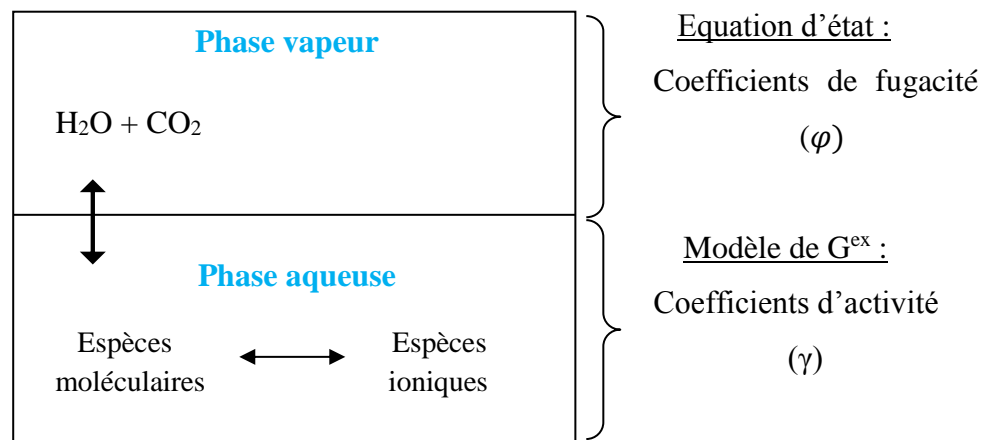 Phase vapeur
H₂O + CO₂
Equation d’état :
Coefficients de fugacité
(φ)
Phase aqueuse
Espèces
moléculaires
Espèces
ioniques
Modèle de Gᵉˣ :
Coefficients d’activité
(γ)